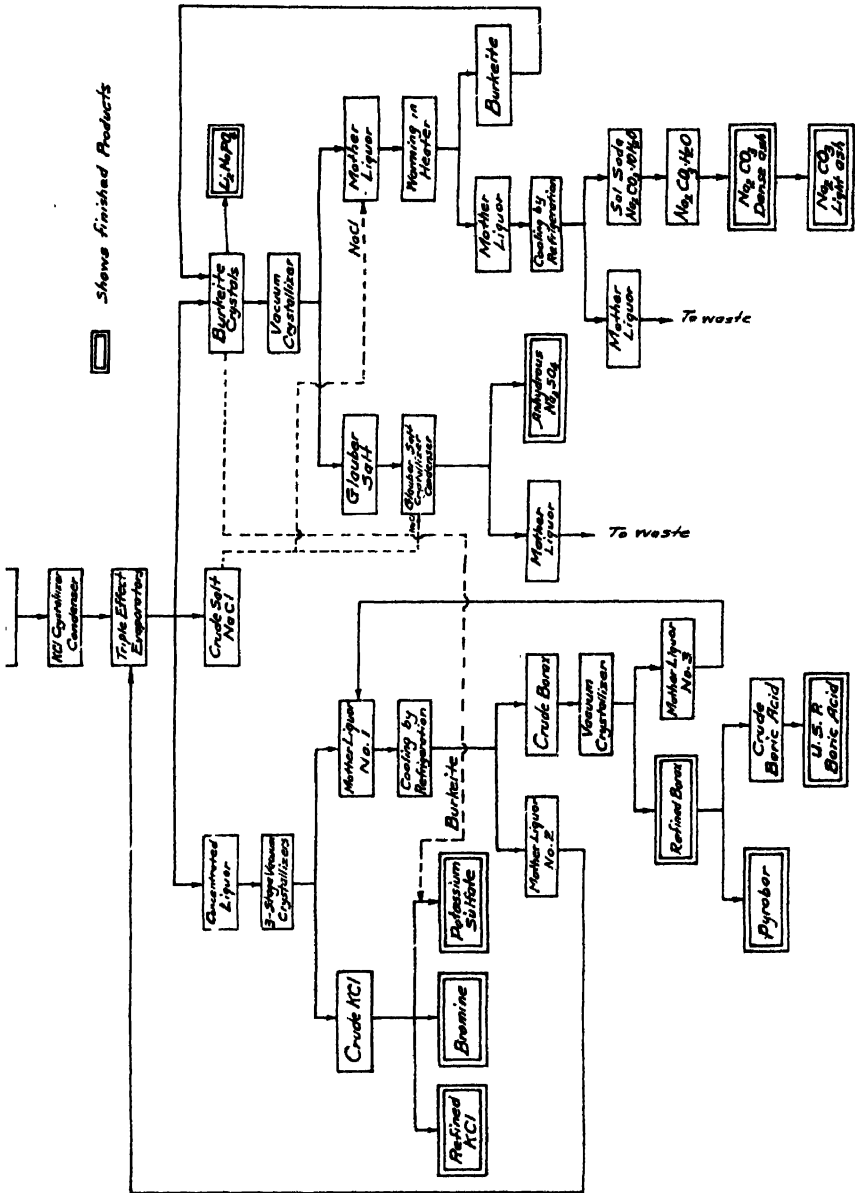 Shows Finished Products
KCl Crystalizer
Condenser
Triple Effect
Evaporators
Crude Salt
NaCl
Concentrated
Liquor
3-Stage Vacuum
Crystallizers
Crude KCl
Refined
KCl
Bromine
Potassium
Sulfate
Burkeite
Mother Liquor
No. 1
Cooling by
Refrigeration
Mother Liquor
No. 2
Crude Borax
Vacuum
Crystallizer
Mother Liquor
No. 3
Refined Borax
Pyrobor
Crude
Boric Acid
U.S.P.
Boric Acid
Burkeite
Crystals
Vacuum
Crystallizer
Glauber
Salt
NaCl
Glauber Salt
Crystallizer
Condenser
Mother
Liquor
To waste
Anhydrous
Na2SO4
NaCl
Mother
Liquor
Warming in
Heater
Burkeite
Mother
Liquor
Cooling by
Refrigeration
Mother
Liquor
To waste
Sal Soda
Na2CO3·10H2O
Na2CO3·H2O
Na2CO3
Dense ash
Na2CO3
Light ash